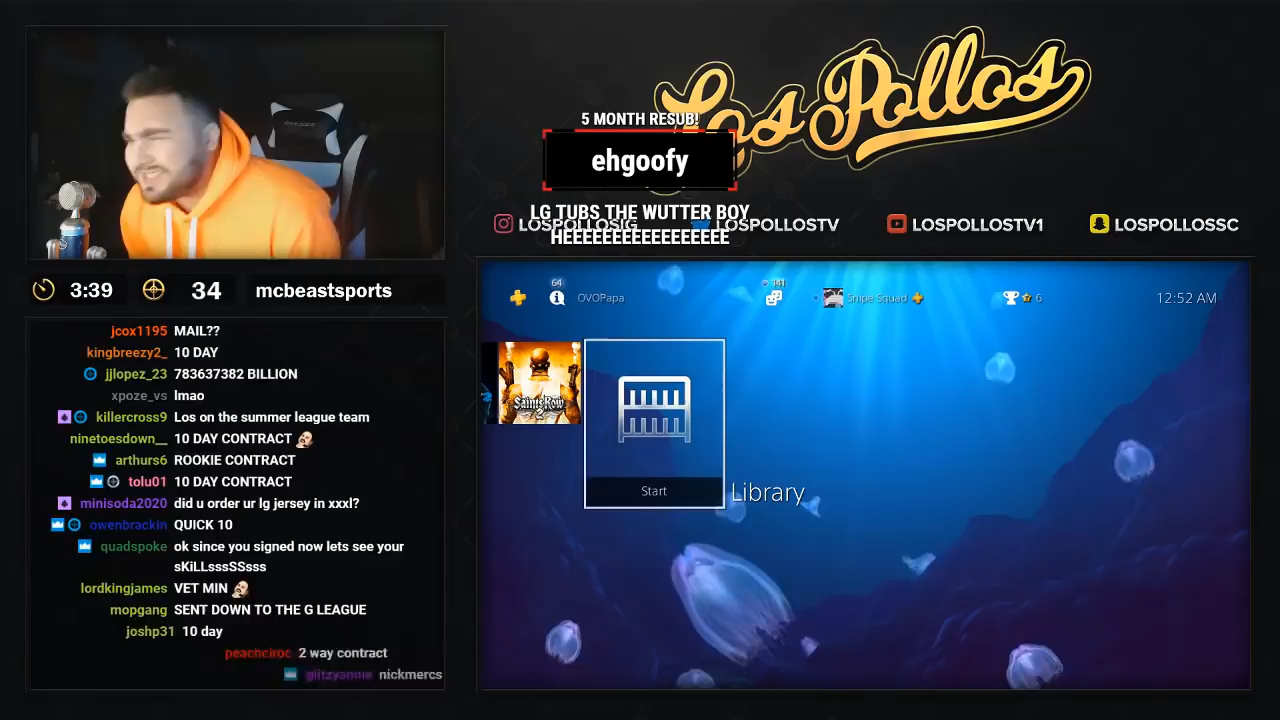 Los Pollos
5 MONTH RESUB!
ehgoofy
LG TUBS THE WUTTER BOY
HEEEEEEEEEEEEEEEEE
LOSPOLLOSIG
LOSPOLLOSTV
LOSPOLLOSTV1
LOSPOLLOSSC
3:39
34
mcbeastsports
jcox1195 MAIL??
kingbreezy2_ 10 DAY
jjlopez_23 783637382 BILLION
xpoze_vs lmao
killercross9 Los on the summer league team
ninetoesdown__ 10 DAY CONTRACT
arthurs6 ROOKIE CONTRACT
tolu01 10 DAY CONTRACT
minisoda2020 did u order ur lg jersey in xxxl?
owenbrackin QUICK 10
quadspoke ok since you signed now lets see your
sKiLLsssSSsss
lordkingjames VET MIN
mopgang SENT DOWN TO THE G LEAGUE
joshp31 10 day
peachciroc 2 way contract
nickmercs
64
OVOPapa
141
Snipe Squad
6
12:52 AM
Saints Row
2
Start
Library